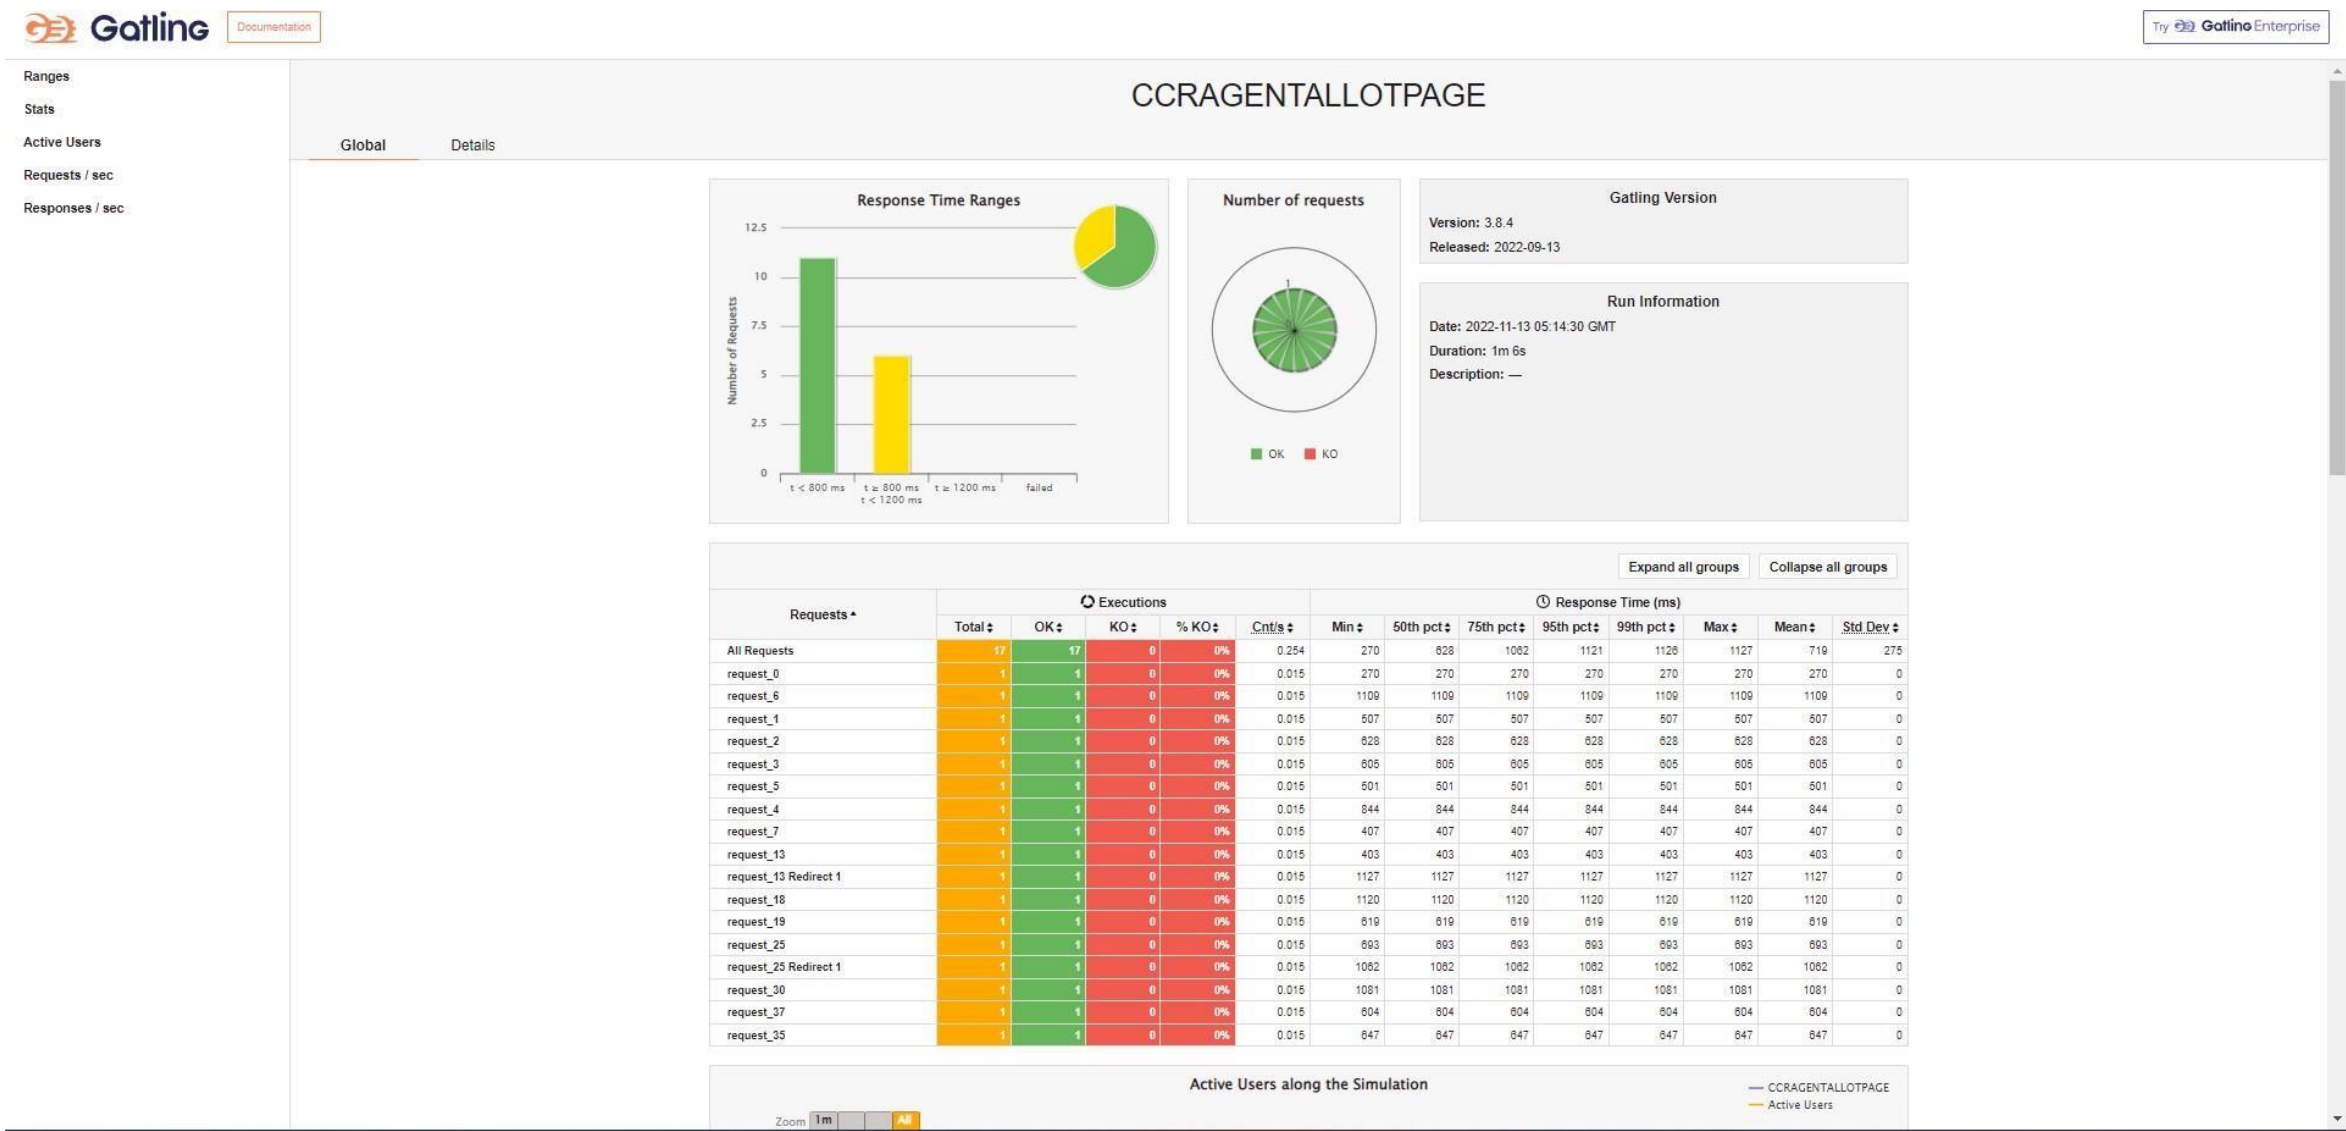 Gatling Documentation Try Gatling Enterprise
Ranges
Stats
Active Users
Requests / sec
Responses / sec
CCRAGENTALLOTPAGE
Global Details
Response Time Ranges
Number of Requests
12.5
10
7.5
5
2.5
0
t < 800 ms t ≥ 800 ms t ≥ 1200 ms failed
t < 1200 ms
Number of requests
1
0
OK KO
Gatling Version
Version: 3.8.4
Released: 2022-09-13
Run Information
Date: 2022-11-13 05:14:30 GMT
Duration: 1m 6s
Description: —
Expand all groups Collapse all groups
Requests Executions Response Time (ms)
Total OK KO % KO Cnt/s Min 50th pct 75th pct 95th pct 99th pct Max Mean Std Dev
All Requests 17 17 0 0% 0.254 270 628 1062 1121 1126 1127 719 275
request_0 1 1 0 0% 0.015 270 270 270 270 270 270 270 0
request_6 1 1 0 0% 0.015 1109 1109 1109 1109 1109 1109 1109 0
request_1 1 1 0 0% 0.015 507 507 507 507 507 507 507 0
request_2 1 1 0 0% 0.015 628 628 628 628 628 628 628 0
request_3 1 1 0 0% 0.015 605 605 605 605 605 605 605 0
request_5 1 1 0 0% 0.015 501 501 501 501 501 501 501 0
request_4 1 1 0 0% 0.015 844 844 844 844 844 844 844 0
request_7 1 1 0 0% 0.015 407 407 407 407 407 407 407 0
request_13 1 1 0 0% 0.015 403 403 403 403 403 403 403 0
request_13 Redirect 1 1 1 0 0% 0.015 1127 1127 1127 1127 1127 1127 1127 0
request_18 1 1 0 0% 0.015 1120 1120 1120 1120 1120 1120 1120 0
request_19 1 1 0 0% 0.015 619 619 619 619 619 619 619 0
request_25 1 1 0 0% 0.015 693 693 693 693 693 693 693 0
request_25 Redirect 1 1 1 0 0% 0.015 1062 1062 1062 1062 1062 1062 1062 0
request_30 1 1 0 0% 0.015 1081 1081 1081 1081 1081 1081 1081 0
request_37 1 1 0 0% 0.015 604 604 604 604 604 604 604 0
request_35 1 1 0 0% 0.015 647 647 647 647 647 647 647 0
Active Users along the Simulation
CCRAGENTALLOTPAGE
Active Users
Zoom 1m All